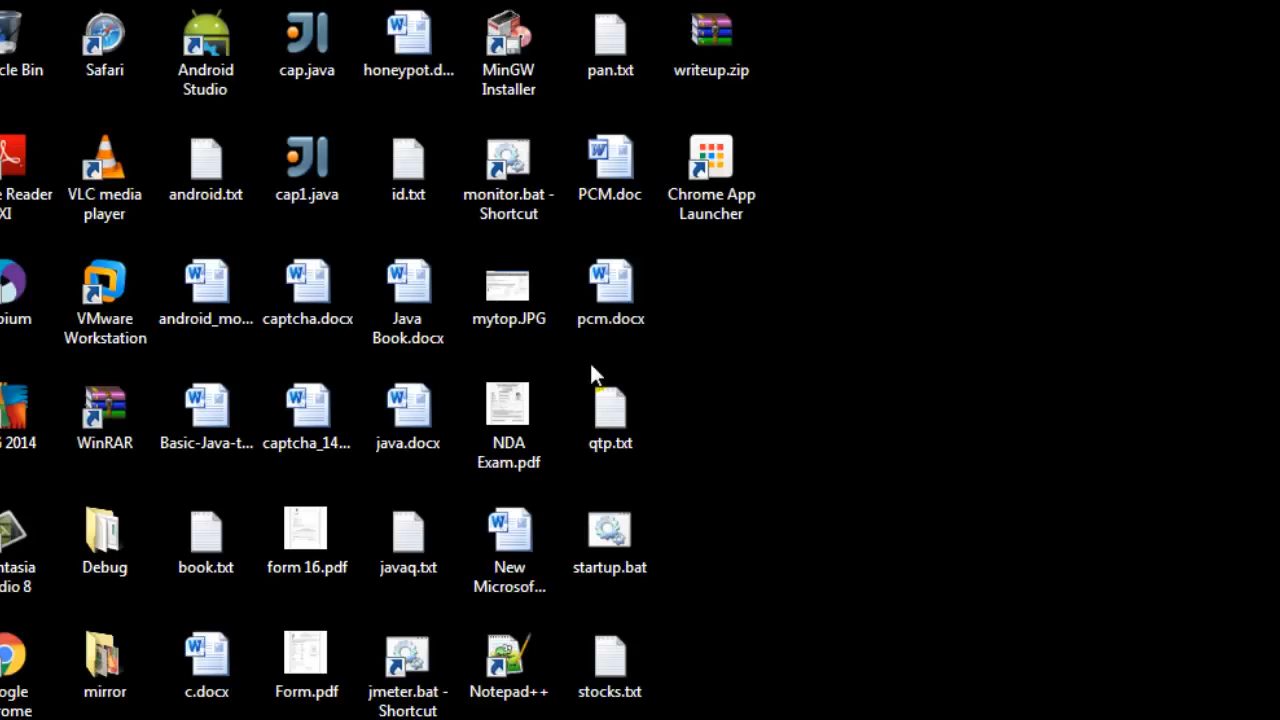 cle Bin
Safari
Android
Studio
cap.java
honeypot.d...
MinGW
Installer
pan.txt
writeup.zip
e Reader
XI
VLC media
player
android.txt
cap1.java
id.txt
monitor.bat -
Shortcut
PCM.doc
Chrome App
Launcher
pium
VMware
Workstation
android_mo...
captcha.docx
Java
Book.docx
mytop.JPG
pcm.docx
G 2014
WinRAR
Basic-Java-t...
captcha_14...
java.docx
NDA
Exam.pdf
qtp.txt
ntasia
dio 8
Debug
book.txt
form 16.pdf
javaq.txt
New
Microsof...
startup.bat
ogle
rome
mirror
c.docx
Form.pdf
jmeter.bat -
Shortcut
Notepad++
stocks.txt